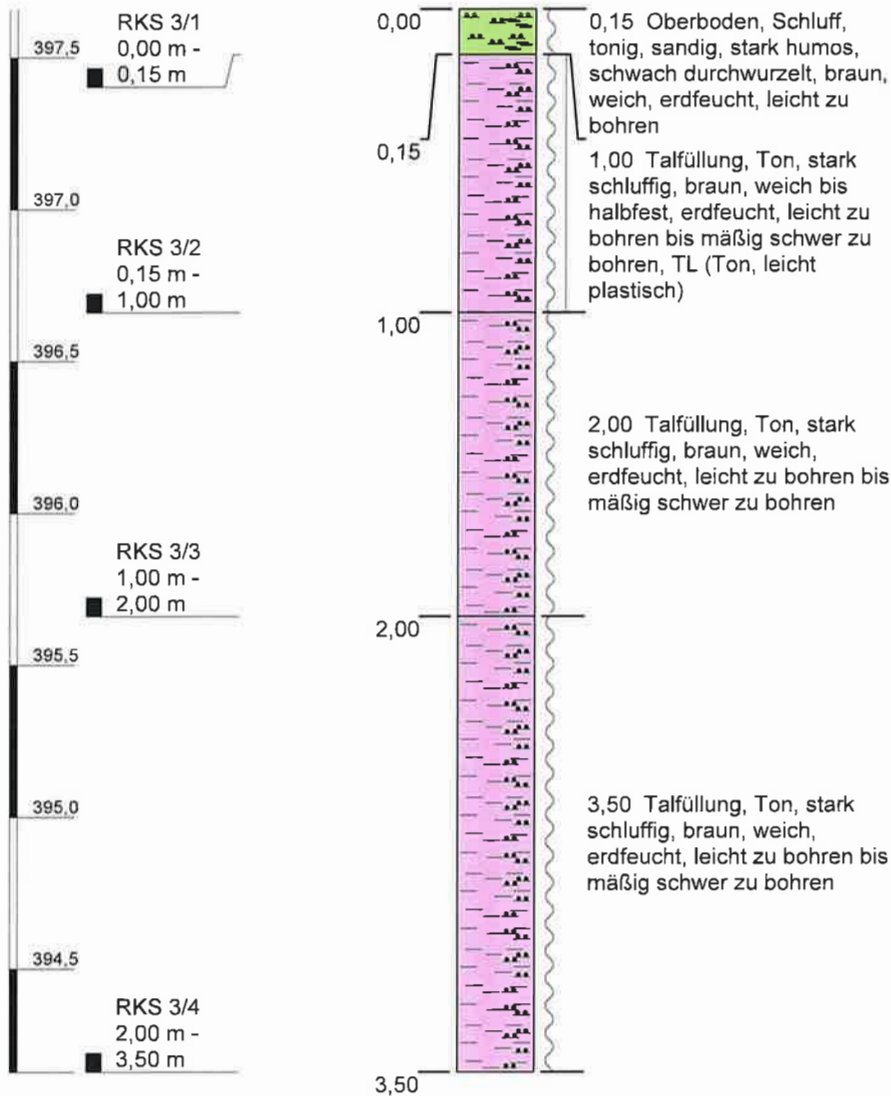 397,5
397,0
396,5
396,0
395,5
395,0
394,5
RKS 3/1
0,00 m -
0,15 m
RKS 3/2
0,15 m -
1,00 m
RKS 3/3
1,00 m -
2,00 m
RKS 3/4
2,00 m -
3,50 m
0,00
0,15
1,00
2,00
3,50
0,15 Oberboden, Schluff,
tonig, sandig, stark humos,
schwach durchwurzelt, braun,
weich, erdfeucht, leicht zu
bohren
1,00 Talfüllung, Ton, stark
schluffig, braun, weich bis
halbfest, erdfeucht, leicht zu
bohren bis mäßig schwer zu
bohren, TL (Ton, leicht
plastisch)
2,00 Talfüllung, Ton, stark
schluffig, braun, weich,
erdfeucht, leicht zu bohren bis
mäßig schwer zu bohren
3,50 Talfüllung, Ton, stark
schluffig, braun, weich,
erdfeucht, leicht zu bohren bis
mäßig schwer zu bohren